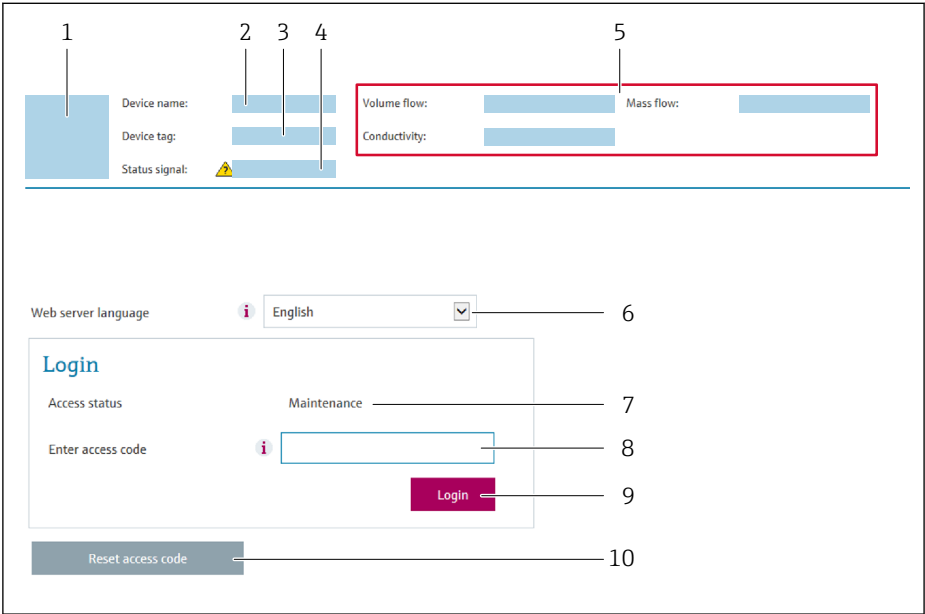 1 2 3 4 5
Device name: Volume flow: Mass flow:
Device tag: Conductivity:
Status signal: ?
Web server language i English 6
Login
Access status Maintenance 7
Enter access code i 8
Login 9
Reset access code 10